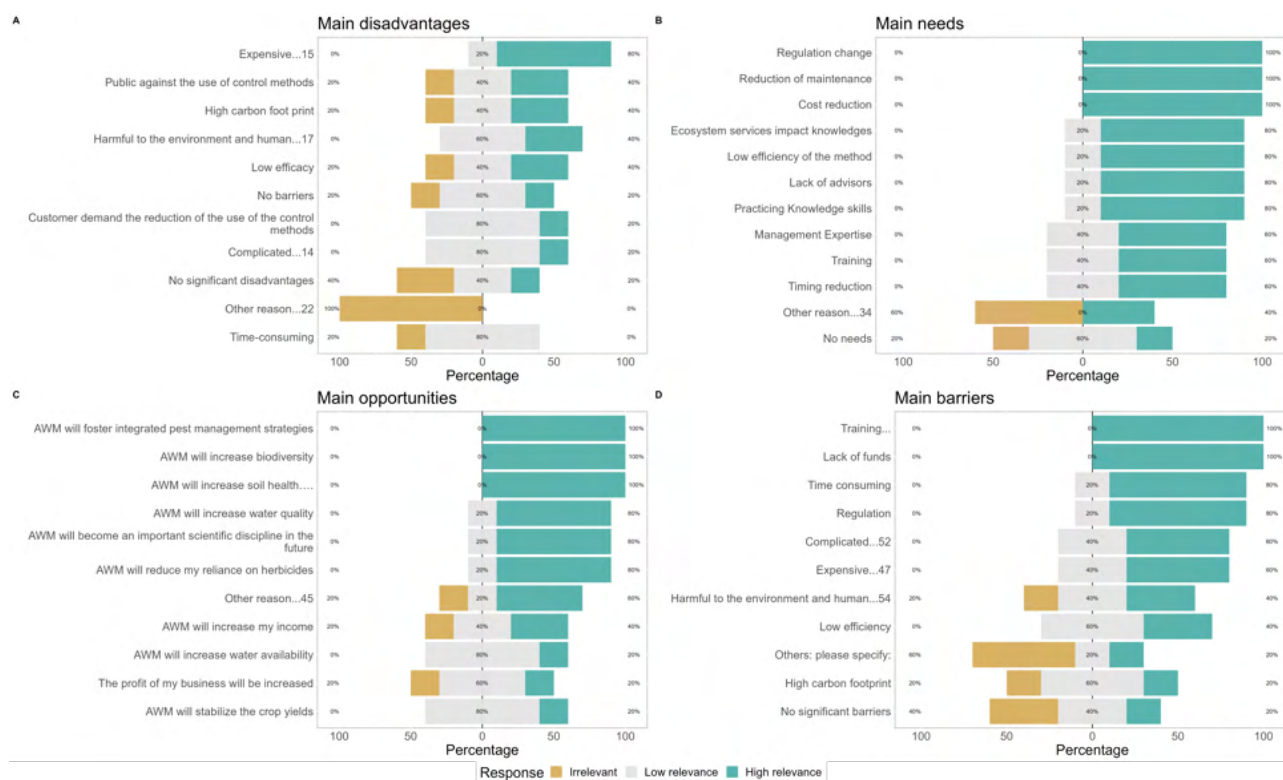 A
Main disadvantages
Expensive...15 0% 20% 80%
Public against the use of control methods 20% 40% 40%
High carbon foot print 20% 40% 40%
Harmful to the environment and human...17 0% 60% 40%
Low efficacy 20% 40% 40%
No barriers 20% 60% 20%
Customer demand the reduction of the use of the control
methods 0% 80% 20%
Complicated...14 0% 80% 20%
No significant disadvantages 40% 40% 20%
Other reason...22 100% 0% 0%
Time-consuming 20% 80% 0%
100 50 0 50 100
Percentage
B
Main needs
Regulation change 0% 0% 100%
Reduction of maintenance 0% 0% 100%
Cost reduction 0% 0% 100%
Ecosystem services impact knowledges 0% 20% 80%
Low efficiency of the method 0% 20% 80%
Lack of advisors 0% 20% 80%
Practicing Knowledge skills 0% 20% 80%
Management Expertise 0% 40% 60%
Training 0% 40% 60%
Timing reduction 0% 40% 60%
Other reason...34 60% 0% 40%
No needs 20% 60% 20%
100 50 0 50 100
Percentage
C
Main opportunities
AWM will foster integrated pest management strategies 0% 0% 100%
AWM will increase biodiversity 0% 0% 100%
AWM will increase soil health.... 0% 0% 100%
AWM will increase water quality 0% 20% 80%
AWM will become an important scientific discipline in the
future 0% 20% 80%
AWM will reduce my reliance on herbicides 0% 20% 80%
Other reason...45 20% 20% 60%
AWM will increase my income 20% 40% 40%
AWM will increase water availability 0% 80% 20%
The profit of my business will be increased 20% 60% 20%
AWM will stabilize the crop yields 0% 80% 20%
100 50 0 50 100
Percentage
D
Main barriers
Training... 0% 0% 100%
Lack of funds 0% 0% 100%
Time consuming 0% 20% 80%
Regulation 0% 20% 80%
Complicated...52 0% 40% 60%
Expensive...47 0% 40% 60%
Harmful to the environment and human...54 20% 40% 40%
Low efficiency 0% 60% 40%
Others: please specify: 60% 20% 20%
High carbon footprint 20% 60% 20%
No significant barriers 40% 40% 20%
100 50 0 50 100
Percentage
Response Irrelevant Low relevance High relevance